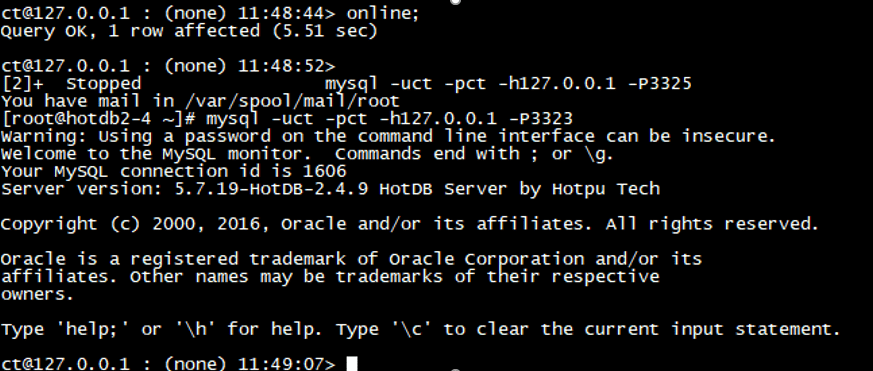 ct@127.0.0.1 : (none) 11:48:44> online;
Query OK, 1 row affected (5.51 sec)
ct@127.0.0.1 : (none) 11:48:52>
[2]+  Stopped                 mysql -uct -pct -h127.0.0.1 -P3325
You have mail in /var/spool/mail/root
[root@hotdb2-4 ~]# mysql -uct -pct -h127.0.0.1 -P3323
Warning: Using a password on the command line interface can be insecure.
Welcome to the MySQL monitor.  Commands end with ; or \g.
Your MySQL connection id is 1606
Server version: 5.7.19-HotDB-2.4.9 HotDB Server by Hotpu Tech
Copyright (c) 2000, 2016, Oracle and/or its affiliates. All rights reserved.
Oracle is a registered trademark of Oracle Corporation and/or its
affiliates. Other names may be trademarks of their respective
owners.
Type 'help;' or '\h' for help. Type '\c' to clear the current input statement.
ct@127.0.0.1 : (none) 11:49:07>